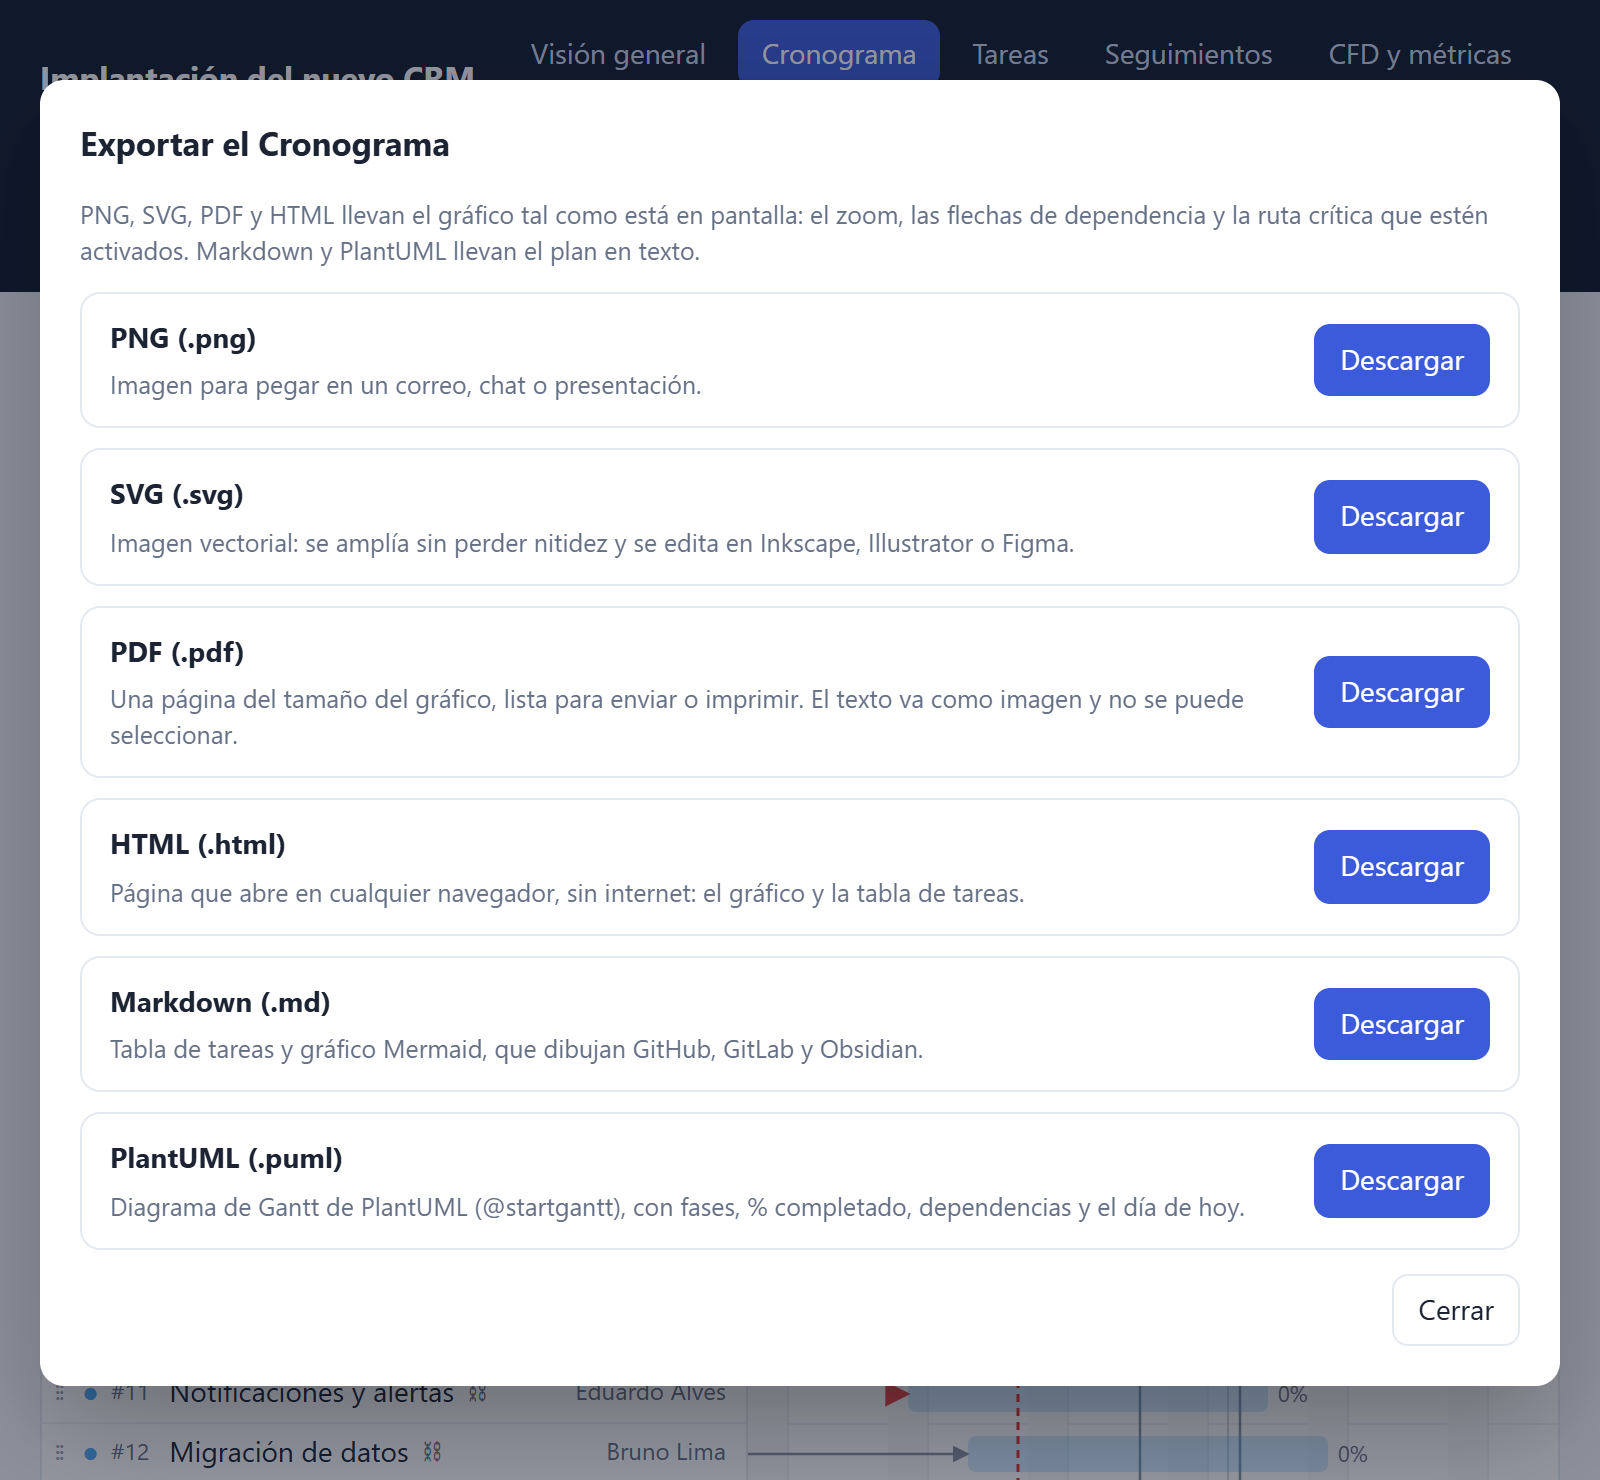 Visión general
Cronograma
Tareas
Seguimientos
CFD y métricas
Implantación del nuevo CRM
Exportar el Cronograma
PNG, SVG, PDF y HTML llevan el gráfico tal como está en pantalla: el zoom, las flechas de dependencia y la ruta crítica que estén
activados. Markdown y PlantUML llevan el plan en texto.
PNG (.png)
Imagen para pegar en un correo, chat o presentación.
Descargar
SVG (.svg)
Imagen vectorial: se amplía sin perder nitidez y se edita en Inkscape, Illustrator o Figma.
Descargar
PDF (.pdf)
Una página del tamaño del gráfico, lista para enviar o imprimir. El texto va como imagen y no se puede
seleccionar.
Descargar
HTML (.html)
Página que abre en cualquier navegador, sin internet: el gráfico y la tabla de tareas.
Descargar
Markdown (.md)
Tabla de tareas y gráfico Mermaid, que dibujan GitHub, GitLab y Obsidian.
Descargar
PlantUML (.puml)
Diagrama de Gantt de PlantUML (@startgantt), con fases, % completado, dependencias y el día de hoy.
Descargar
Cerrar
#11 Notificaciones y alertas Eduardo Alves 0%
#12 Migración de datos Bruno Lima 0%